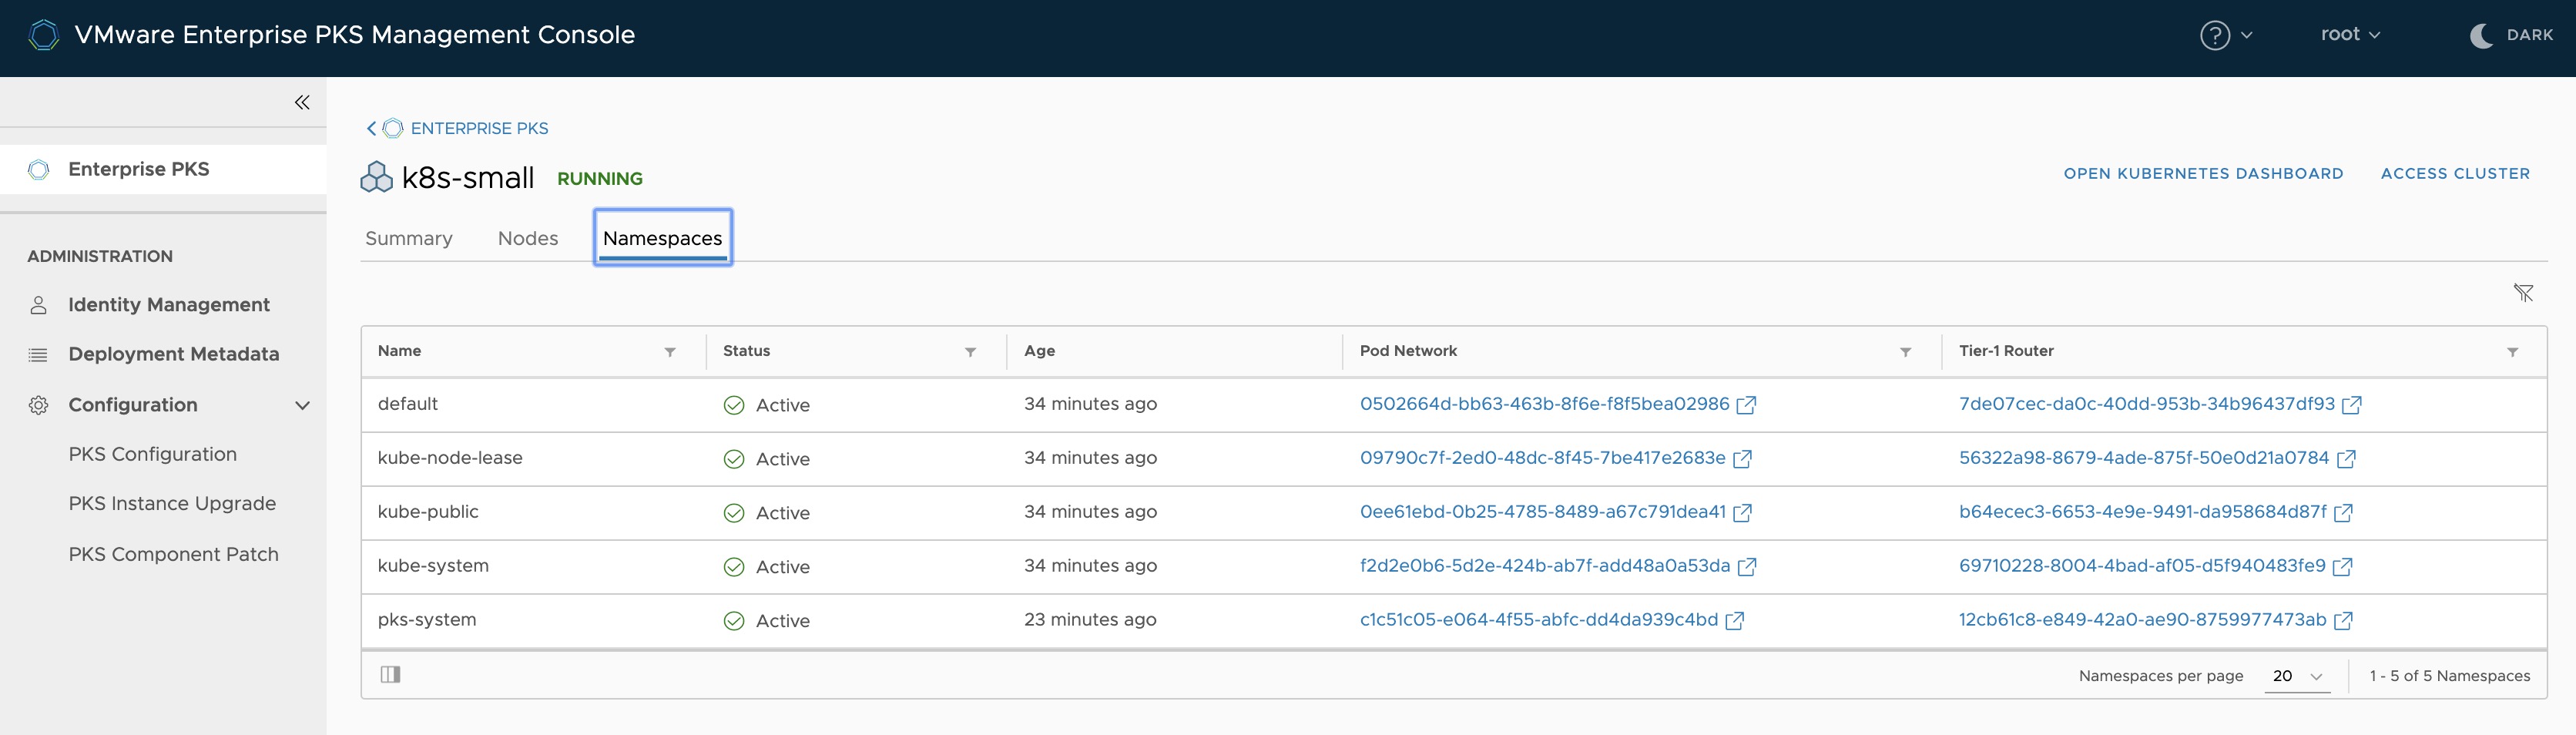 VMware Enterprise PKS Management Console
? root DARK
Enterprise PKS
ADMINISTRATION
Identity Management
Deployment Metadata
Configuration
PKS Configuration
PKS Instance Upgrade
PKS Component Patch
ENTERPRISE PKS
k8s-small RUNNING
OPEN KUBERNETES DASHBOARD ACCESS CLUSTER
Summary Nodes Namespaces
Name Status Age Pod Network Tier-1 Router
default Active 34 minutes ago 0502664d-bb63-463b-8f6e-f8f5bea02986 7de07cec-da0c-40dd-953b-34b96437df93
kube-node-lease Active 34 minutes ago 09790c7f-2ed0-48dc-8f45-7be417e2683e 56322a98-8679-4ade-875f-50e0d21a0784
kube-public Active 34 minutes ago 0ee61ebd-0b25-4785-8489-a67c791dea41 b64ecec3-6653-4e9e-9491-da958684d87f
kube-system Active 34 minutes ago f2d2e0b6-5d2e-424b-ab7f-add48a0a53da 69710228-8004-4bad-af05-d5f940483fe9
pks-system Active 23 minutes ago c1c51c05-e064-4f55-abfc-dd4da939c4bd 12cb61c8-e849-42a0-ae90-8759977473ab
Namespaces per page 20 1 - 5 of 5 Namespaces